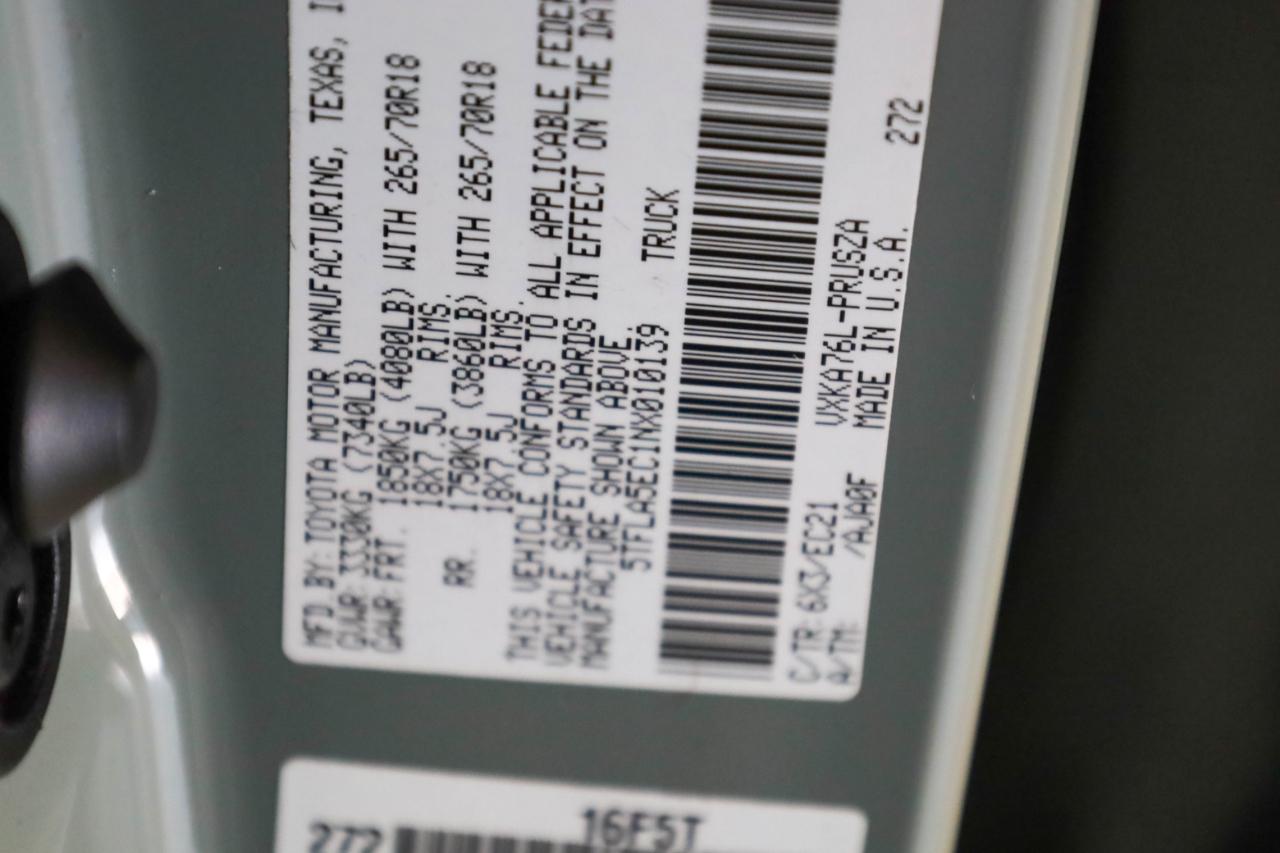 MFD BY: TOYOTA MOTOR MANUFACTURING, TEXAS, I
GVWR: 3330KG (7340LB)
GAWR: FRT. 1850KG (4080LB) WITH 265/70R18
18X7.5J RIMS.
RR. 1750KG (3860LB) WITH 265/70R18
18X7.5J RIMS.
THIS VEHICLE CONFORMS TO ALL APPLICABLE FEDER
VEHICLE SAFETY STANDARDS IN EFFECT ON THE DAT
MANUFACTURE SHOWN ABOVE.
5TFLA5EC1NX010139 TRUCK
C/TR: 6X3/EC21 VXKA76L-PRUSZA 272
A/TM: /AJA0F MADE IN U.S.A.
16F5T
272